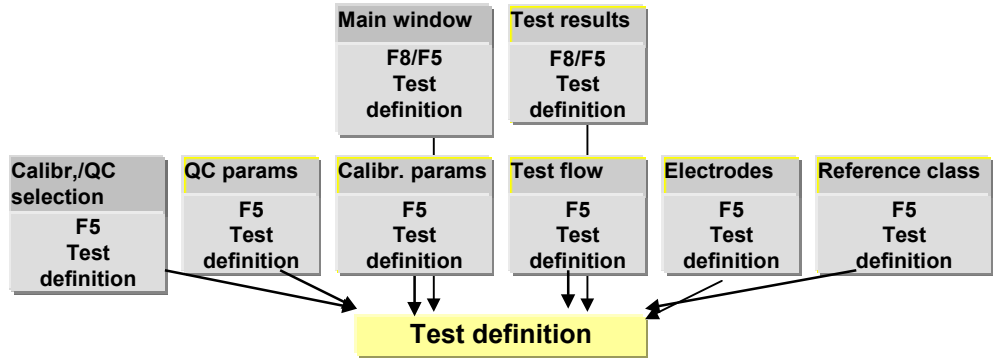 Main window
F8/F5
Test
definition
Test results
F8/F5
Test
definition
Calibr,/QC
selection
F5
Test
definition
QC params
F5
Test
definition
Calibr. params
F5
Test
definition
Test flow
F5
Test
definition
Electrodes
F5
Test
definition
Reference class
F5
Test
definition
Test definition